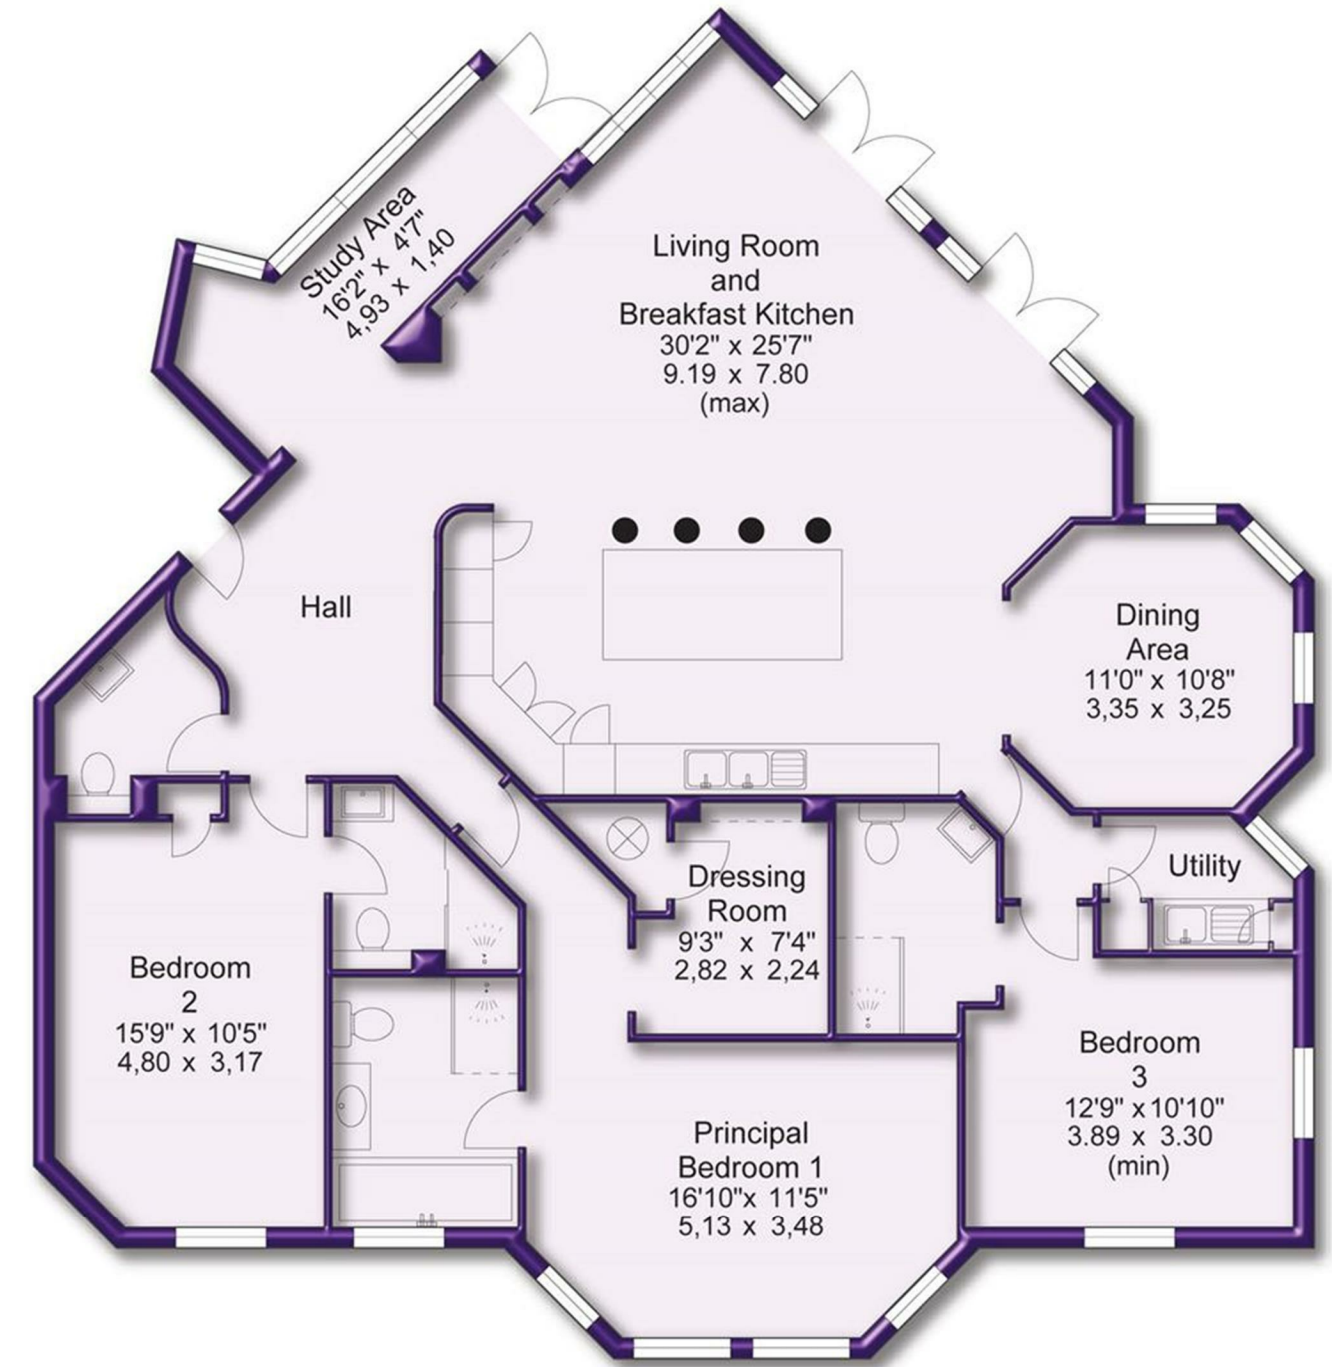 Study Area
16'2" x 4'7"
4,93 x 1,40
Living Room
and
Breakfast Kitchen
30'2" x 25'7"
9.19 x 7.80
(max)
Hall
Dining
Area
11'0" x 10'8"
3,35 x 3,25
Utility
Dressing
Room
9'3" x 7'4"
2,82 x 2,24
Bedroom
2
15'9" x 10'5"
4,80 x 3,17
Bedroom
3
12'9" x 10'10"
3.89 x 3.30
(min)
Principal
Bedroom 1
16'10"x 11'5"
5,13 x 3,48